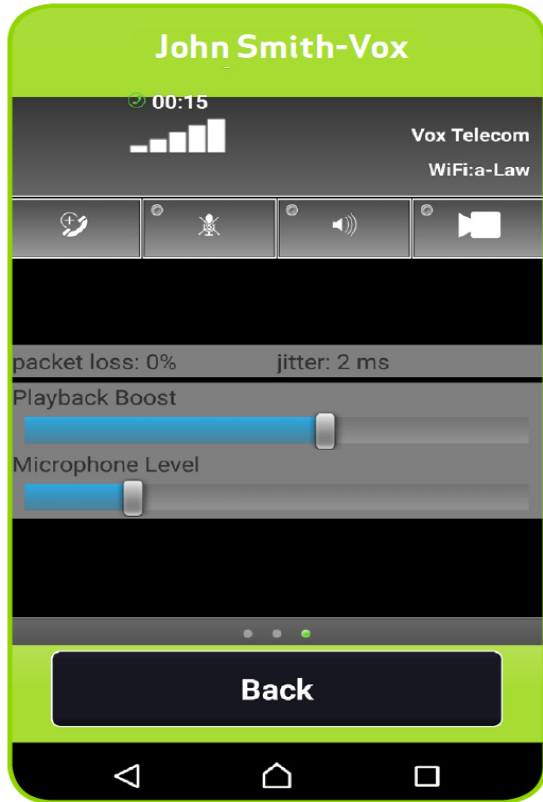 John Smith-Vox
00:15
Vox Telecom
WiFi:a-Law
packet loss: 0% jitter: 2 ms
Playback Boost
Microphone Level
Back